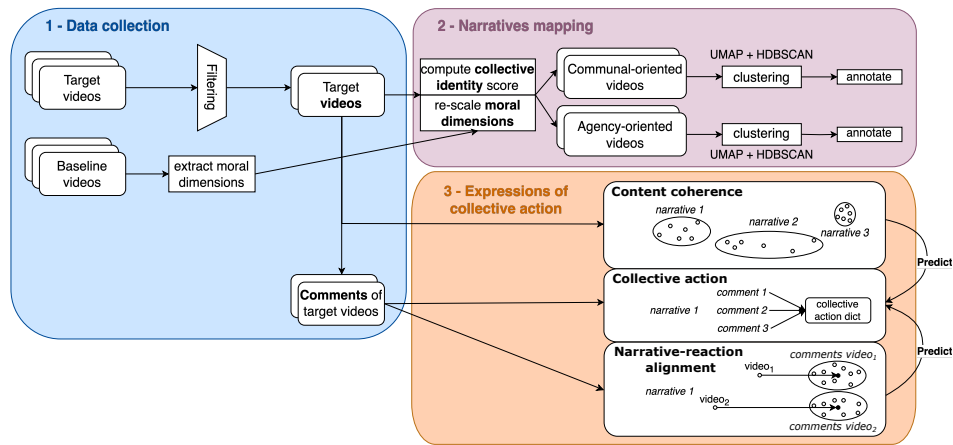 1 - Data collection
Target
videos
Filtering
Target
videos
Baseline
videos
extract moral
dimensions
Comments of
target videos
2 - Narratives mapping
compute collective
identity score
re-scale moral
dimensions
Communal-oriented
videos
UMAP + HDBSCAN
clustering
annotate
Agency-oriented
videos
clustering
UMAP + HDBSCAN
annotate
3 - Expressions of
collective action
Content coherence
narrative 1
narrative 2
narrative 3
Predict
Collective action
narrative 1
comment 1
comment 2
comment 3
collective
action dict
Predict
Narrative-reaction
alignment
narrative 1
video1
video2
comments video1
comments video2